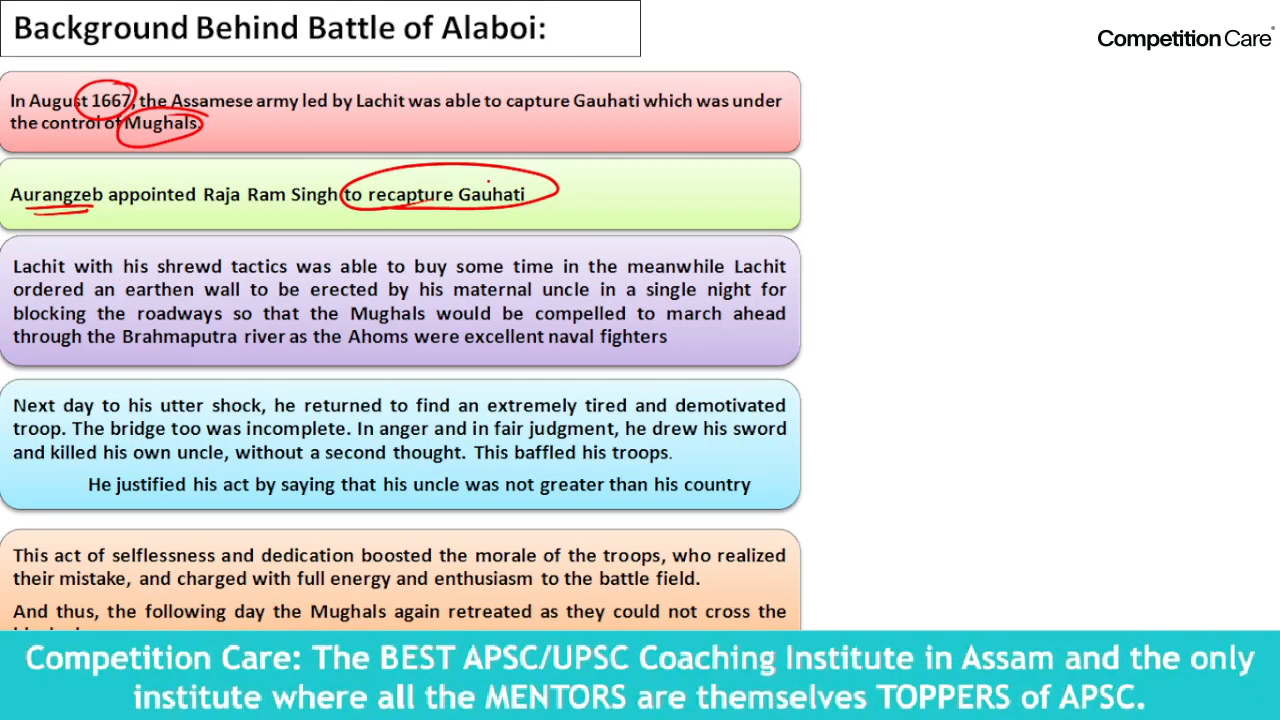 Background Behind Battle of Alaboi:
Competition Care
In August 1667, the Assamese army led by Lachit was able to capture Gauhati which was under
the control of Mughals.
Aurangzeb appointed Raja Ram Singh to recapture Gauhati
Lachit with his shrewd tactics was able to buy some time in the meanwhile Lachit
ordered an earthen wall to be erected by his maternal uncle in a single night for
blocking the roadways so that the Mughals would be compelled to march ahead
through the Brahmaputra river as the Ahoms were excellent naval fighters
Next day to his utter shock, he returned to find an extremely tired and demotivated
troop. The bridge too was incomplete. In anger and in fair judgment, he drew his sword
and killed his own uncle, without a second thought. This baffled his troops.
He justified his act by saying that his uncle was not greater than his country
This act of selflessness and dedication boosted the morale of the troops, who realized
their mistake, and charged with full energy and enthusiasm to the battle field.
And thus, the following day the Mughals again retreated as they could not cross the
Competition Care: The BEST APSC/UPSC Coaching Institute in Assam and the only
institute where all the MENTORS are themselves TOPPERS of APSC.